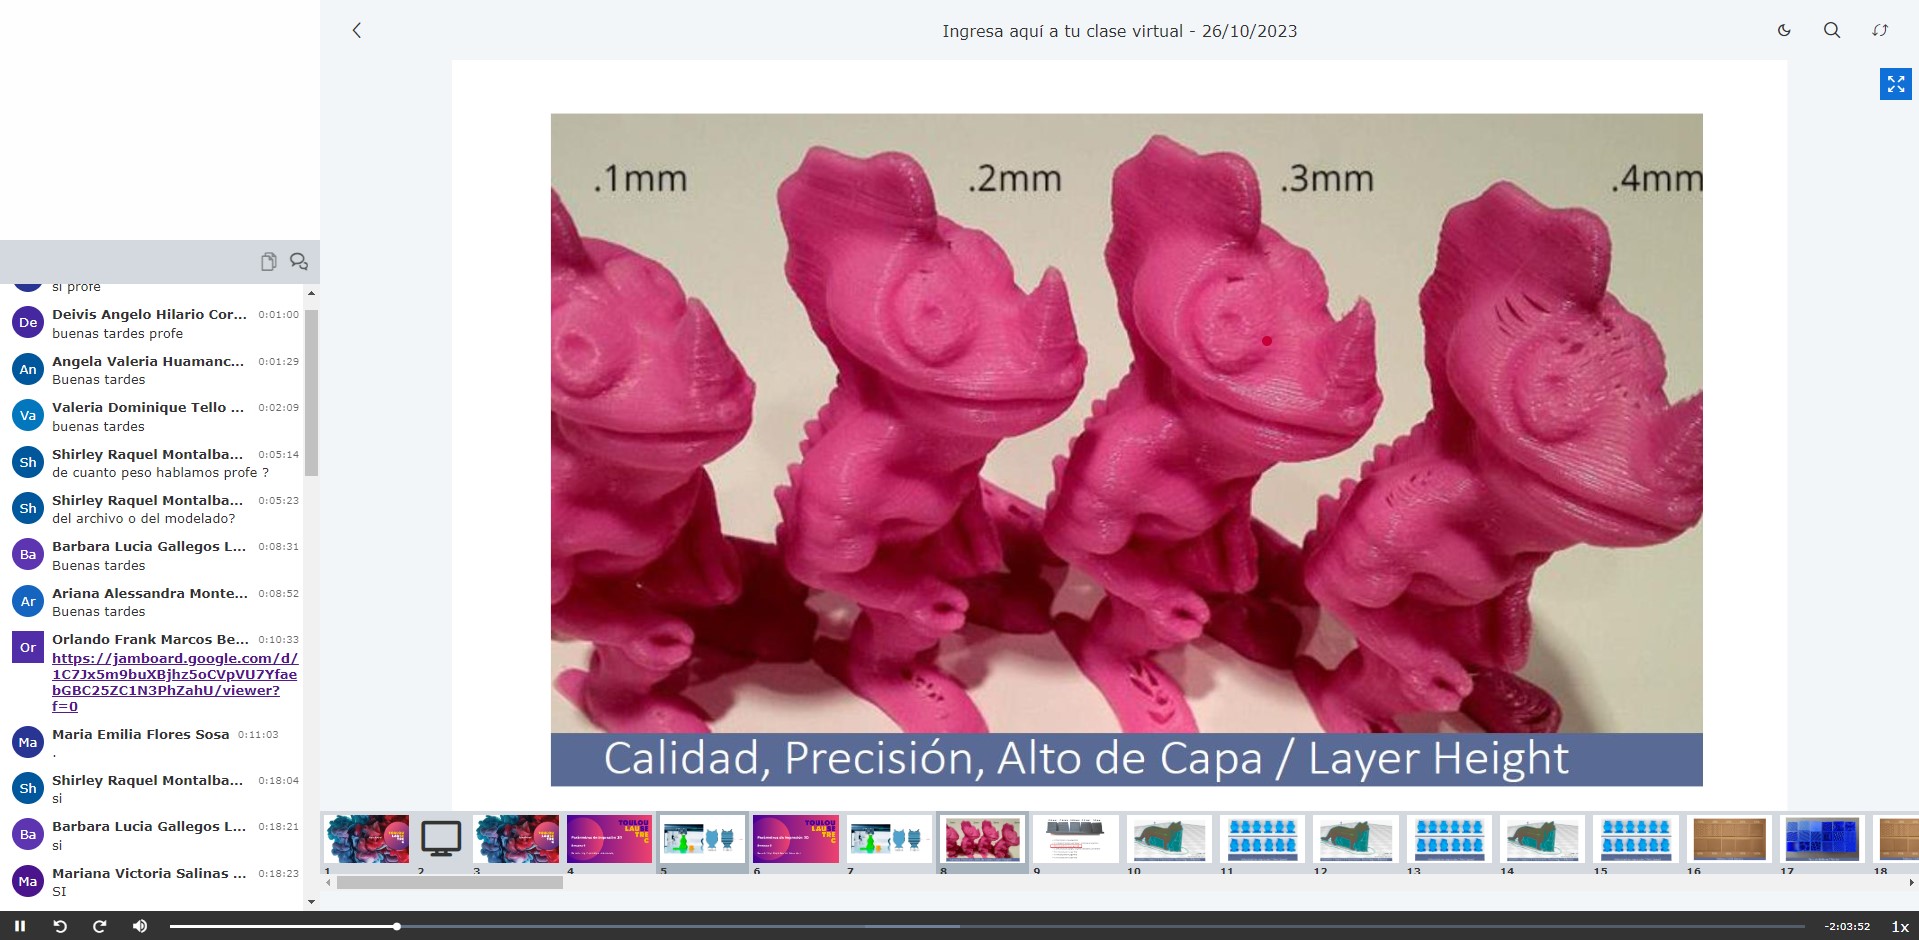 Ingresa aquí a tu clase virtual - 26/10/2023
si profe
De
Deivis Angelo Hilario Cor...
0:01:00
buenas tardes profe
An
Angela Valeria Huamanc...
0:01:29
Buenas tardes
Va
Valeria Dominique Tello ...
0:02:09
buenas tardes
Sh
Shirley Raquel Montalba...
0:05:14
de cuanto peso hablamos profe ?
Sh
Shirley Raquel Montalba...
0:05:23
del archivo o del modelado?
Ba
Barbara Lucia Gallegos L...
0:08:31
Buenas tardes
Ar
Ariana Alessandra Monte...
0:08:52
Buenas tardes
Or
Orlando Frank Marcos Be...
0:10:33
https://jamboard.google.com/d/
1C7Jx5m9buXBjhz5oCVpVU7Yfae
bGBC25ZC1N3PhZahU/viewer?
f=0
Ma
Maria Emilia Flores Sosa
0:11:03
.
Sh
Shirley Raquel Montalba...
0:18:04
si
Ba
Barbara Lucia Gallegos L...
0:18:21
si
Ma
Mariana Victoria Salinas ...
0:18:23
SI
.1mm
.2mm
.3mm
.4mm
Calidad, Precisión, Alto de Capa / Layer Height
TOULOU
LAUSE
TREC
1
2
3
4
5
6
7
8
9
10
11
12
13
14
15
16
17
18
-2:03:52
1x